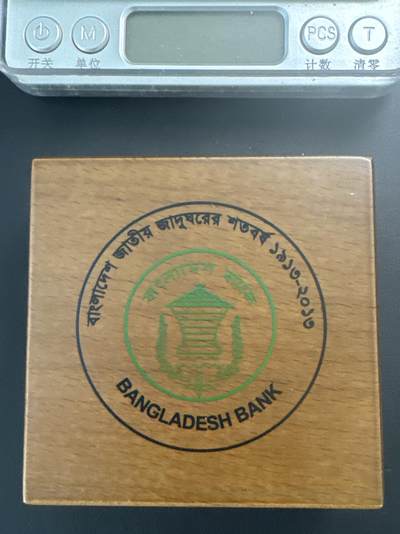 M
PCS
T
开关
单位
计数
清零
বাংলাদেশ জাতীয় জাদুঘরের শতবর্ষ ১৯১৩-২০১৩
বাংলাদেশ ব্যাংক
BANGLADESH BANK